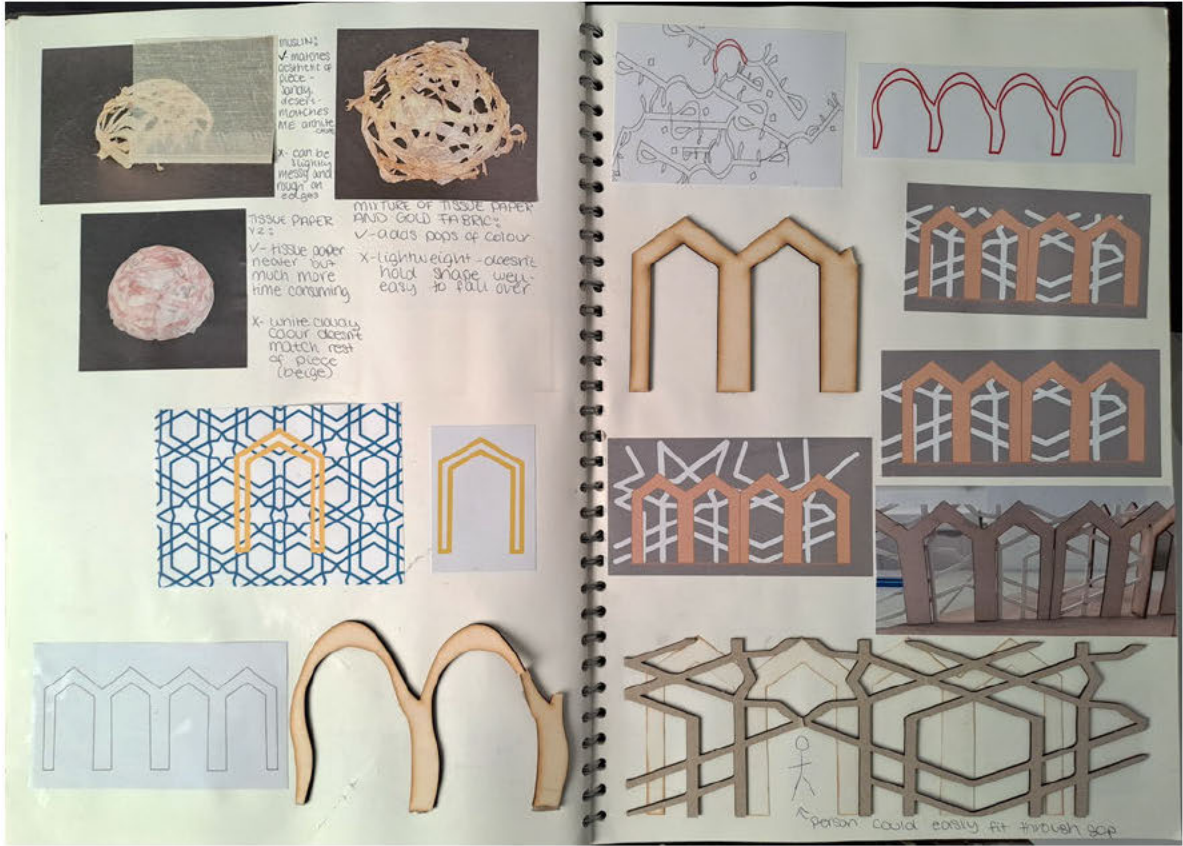 MUSLIN:
✓- matches
aesthetic of
piece -
sandy,
desert-
matches
ME archite
-cture
X- can be
slightly
messy and
rough on
edges
MIXTURE OF TISSUE PAPER
AND GOLD FABRIC:
✓- adds pops of colour
X- lightweight - doesn't
hold shape well-
easy to fall over.
TISSUE PAPER
V2:
✓- tissue paper
neater but
much more
time consuming
X- white cloudy
colour doesn't
match rest
of piece
(beige)
person could easily fit through gap